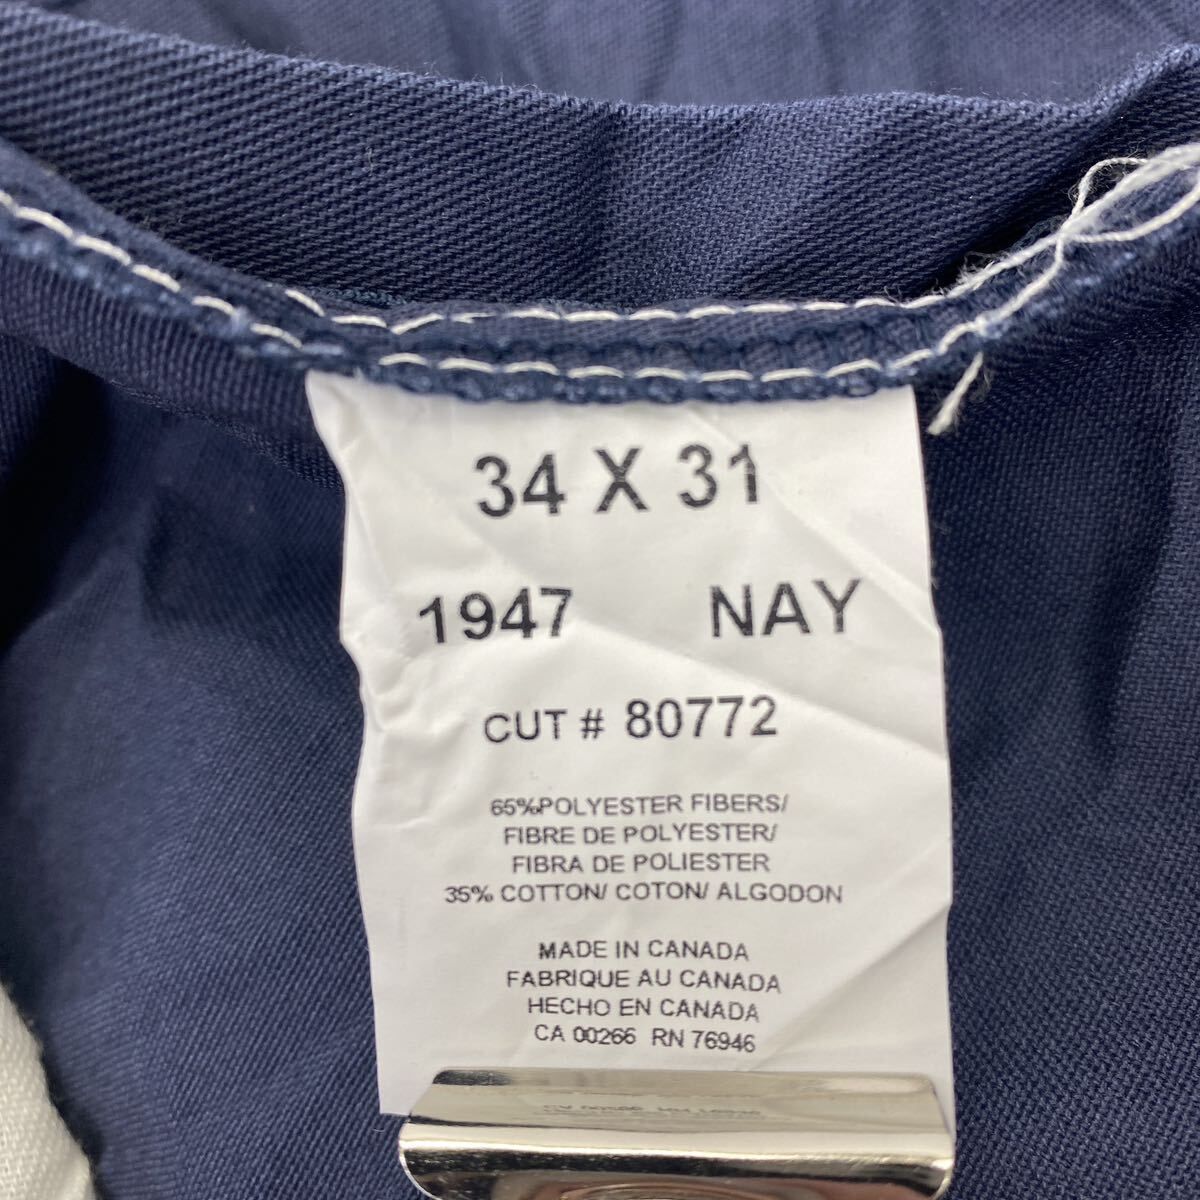 34 X 31
1947 NAY
CUT # 80772
65%POLYESTER FIBERS/
FIBRE DE POLYESTER/
FIBRA DE POLIESTER
35% COTTON/ COTON/ ALGODON
MADE IN CANADA
FABRIQUE AU CANADA
HECHO EN CANADA
CA 00266 RN 76946